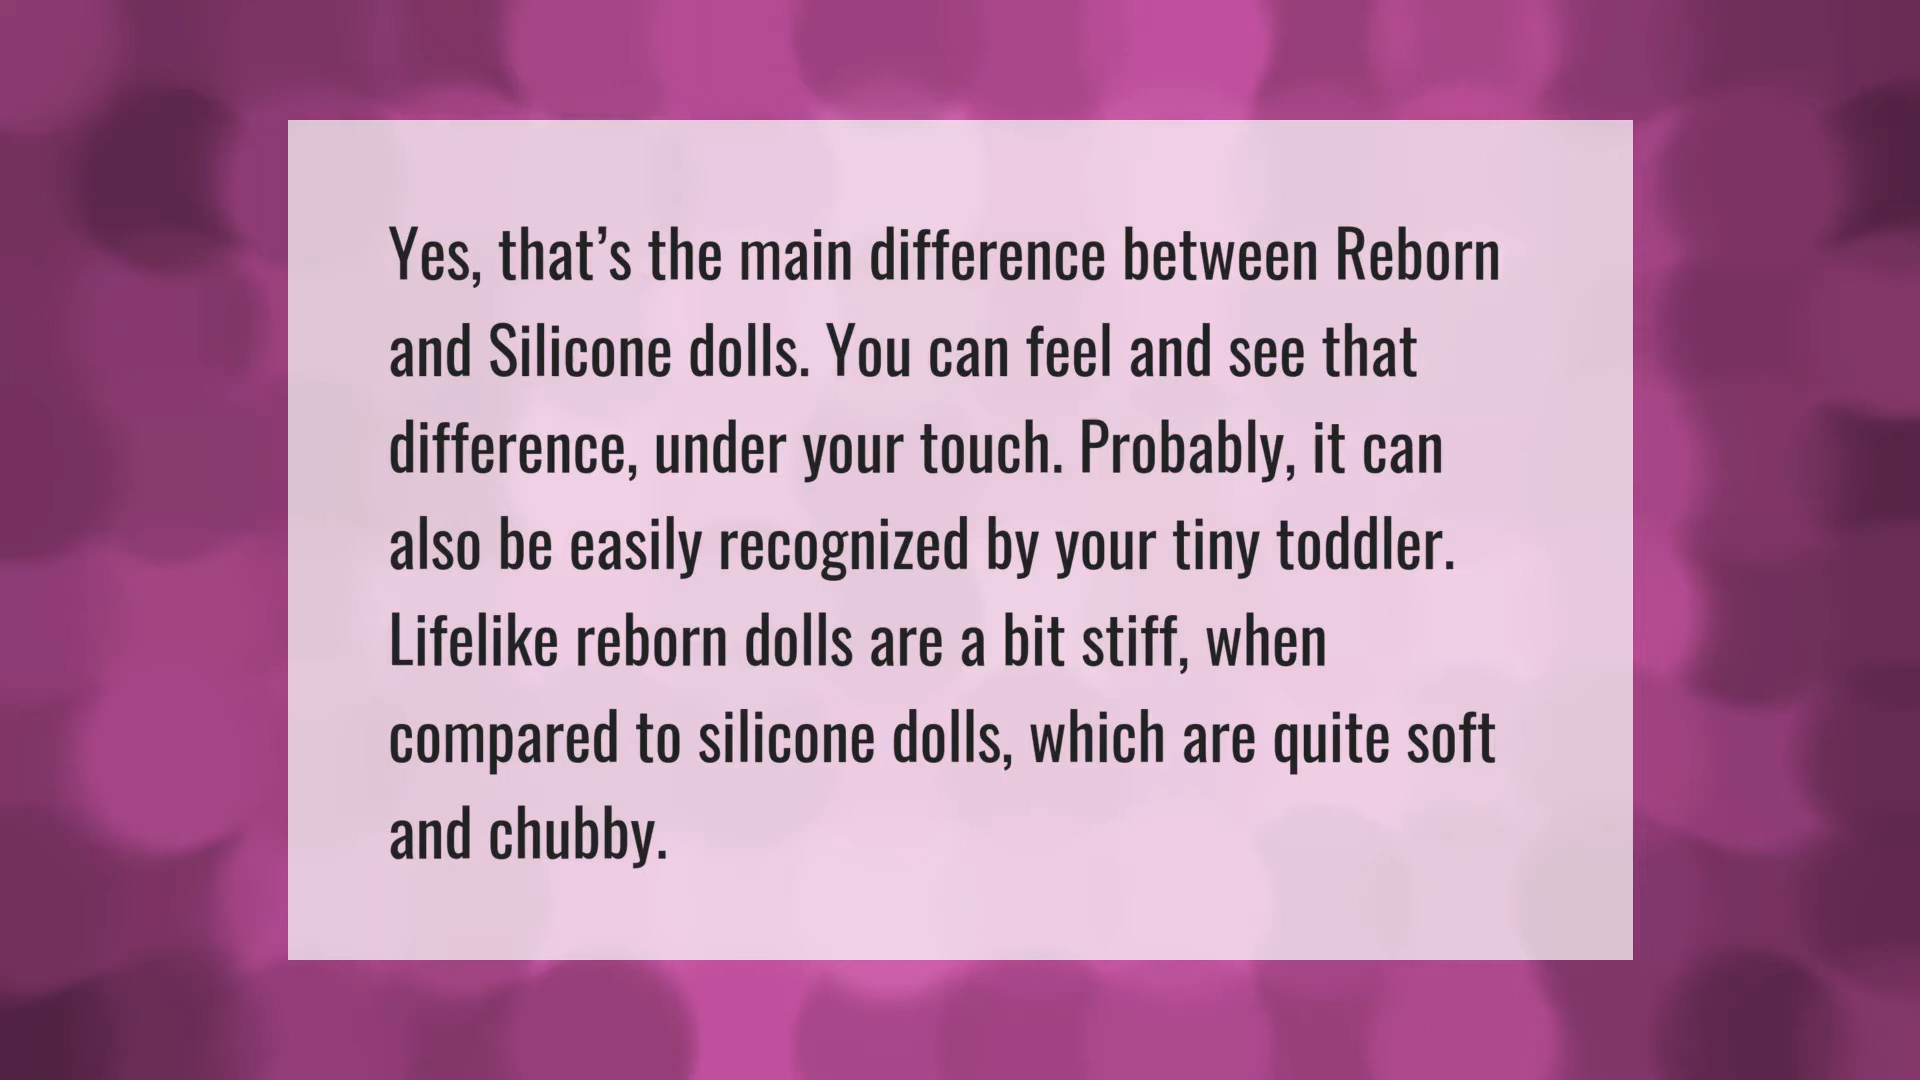 Yes, that’s the main difference between Reborn
and Silicone dolls. You can feel and see that
difference, under your touch. Probably, it can
also be easily recognized by your tiny toddler.
Lifelike reborn dolls are a bit stiff, when
compared to silicone dolls, which are quite soft
and chubby.